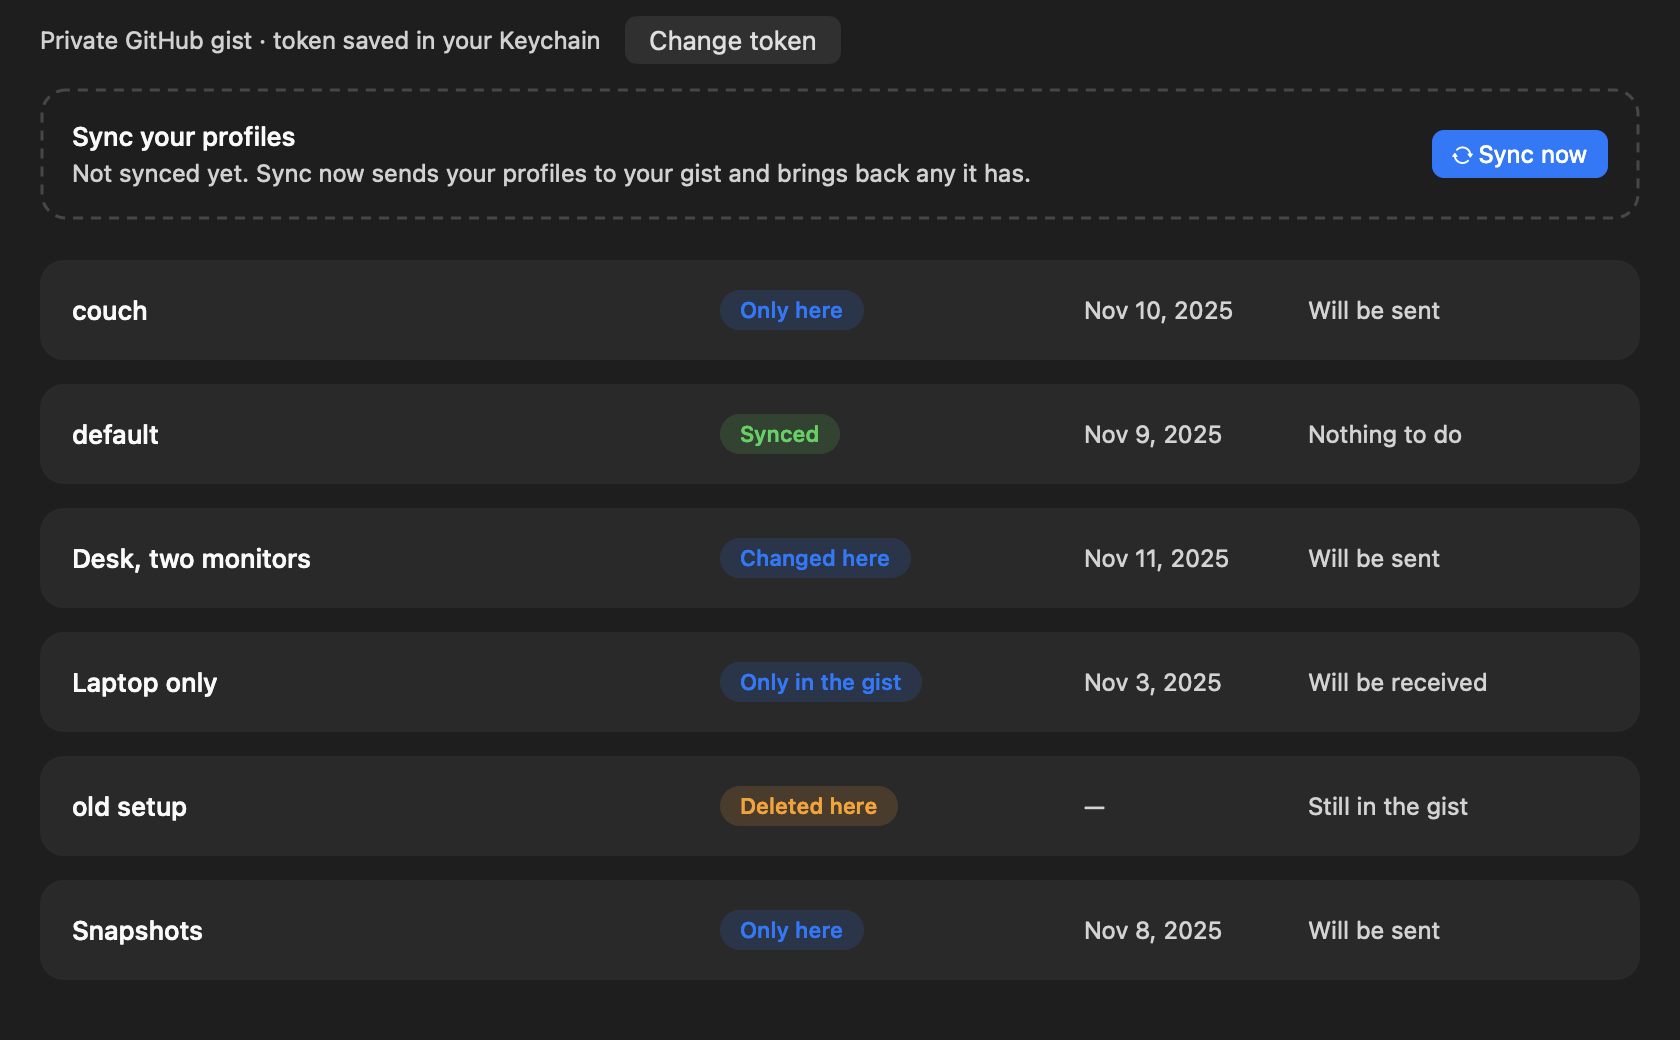 Private GitHub gist · token saved in your Keychain Change token
Sync your profiles
Not synced yet. Sync now sends your profiles to your gist and brings back any it has.
Sync now
couch Only here Nov 10, 2025 Will be sent
default Synced Nov 9, 2025 Nothing to do
Desk, two monitors Changed here Nov 11, 2025 Will be sent
Laptop only Only in the gist Nov 3, 2025 Will be received
old setup Deleted here — Still in the gist
Snapshots Only here Nov 8, 2025 Will be sent